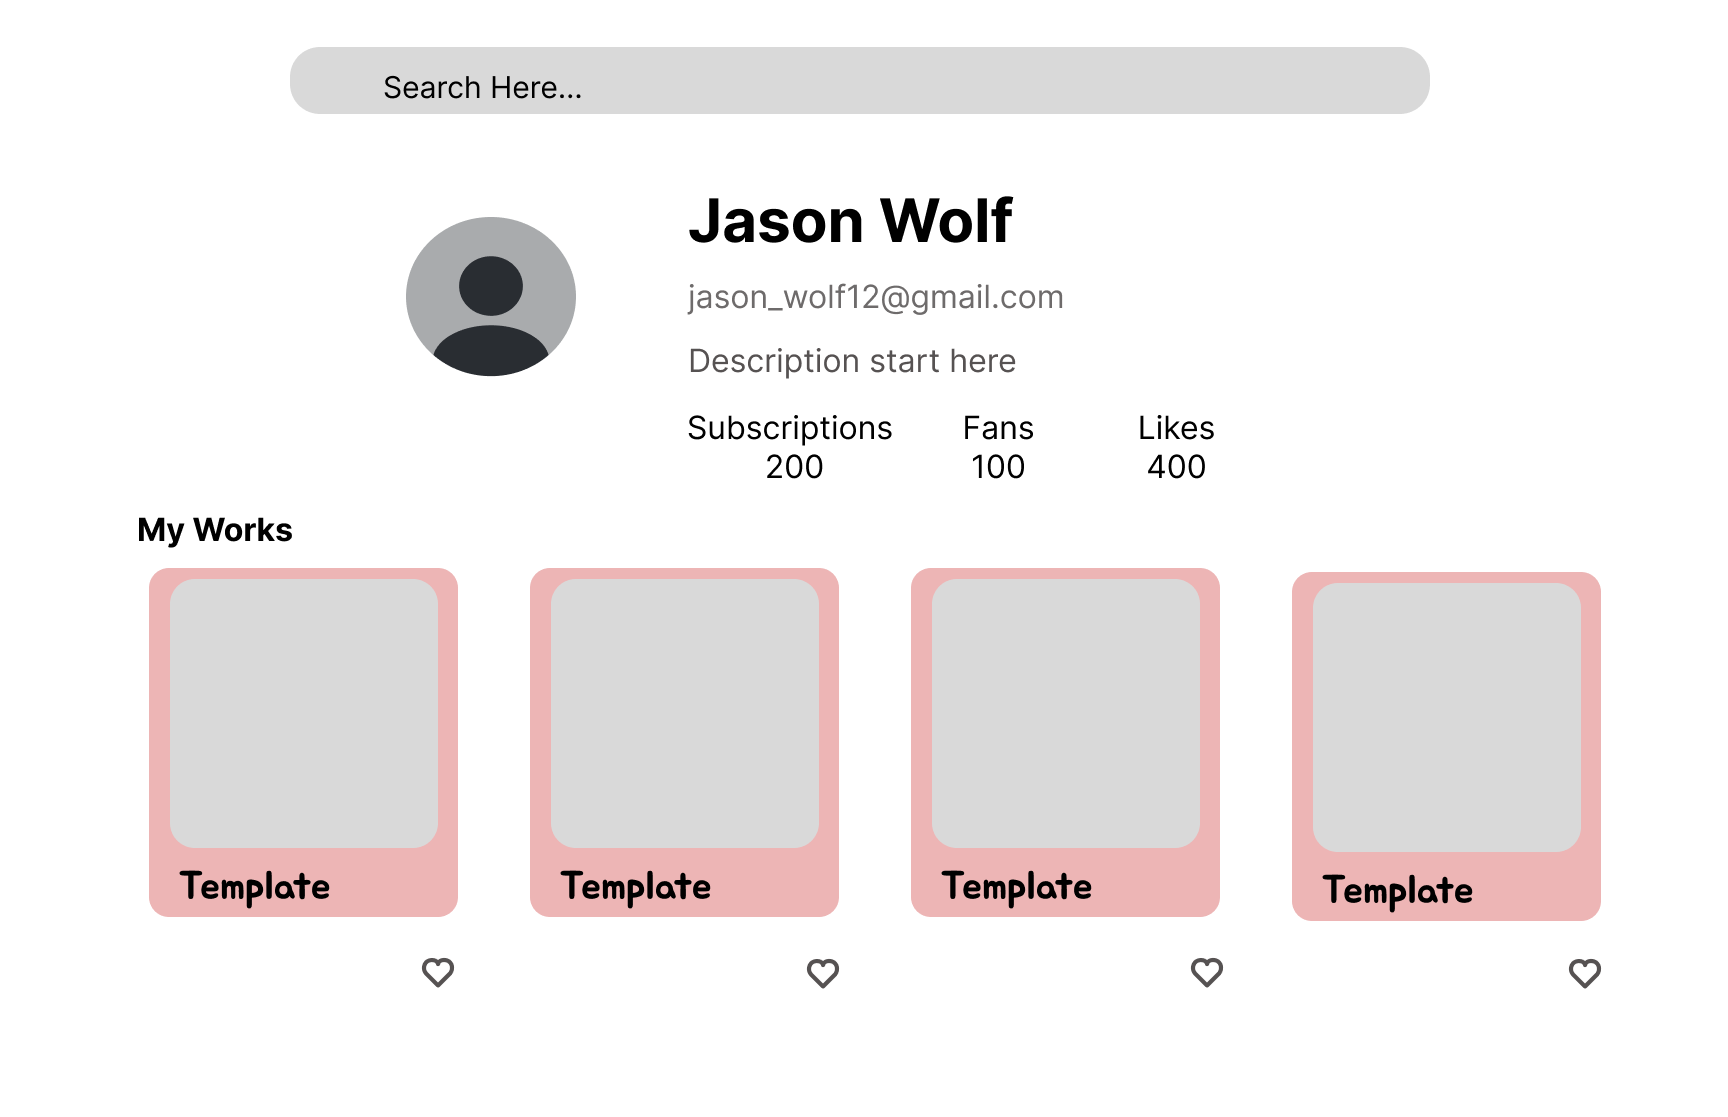 Search Here...
Jason Wolf
jason_wolf12@gmail.com
Description start here
Subscriptions Fans Likes
200 100 400
My Works
Template Template Template Template